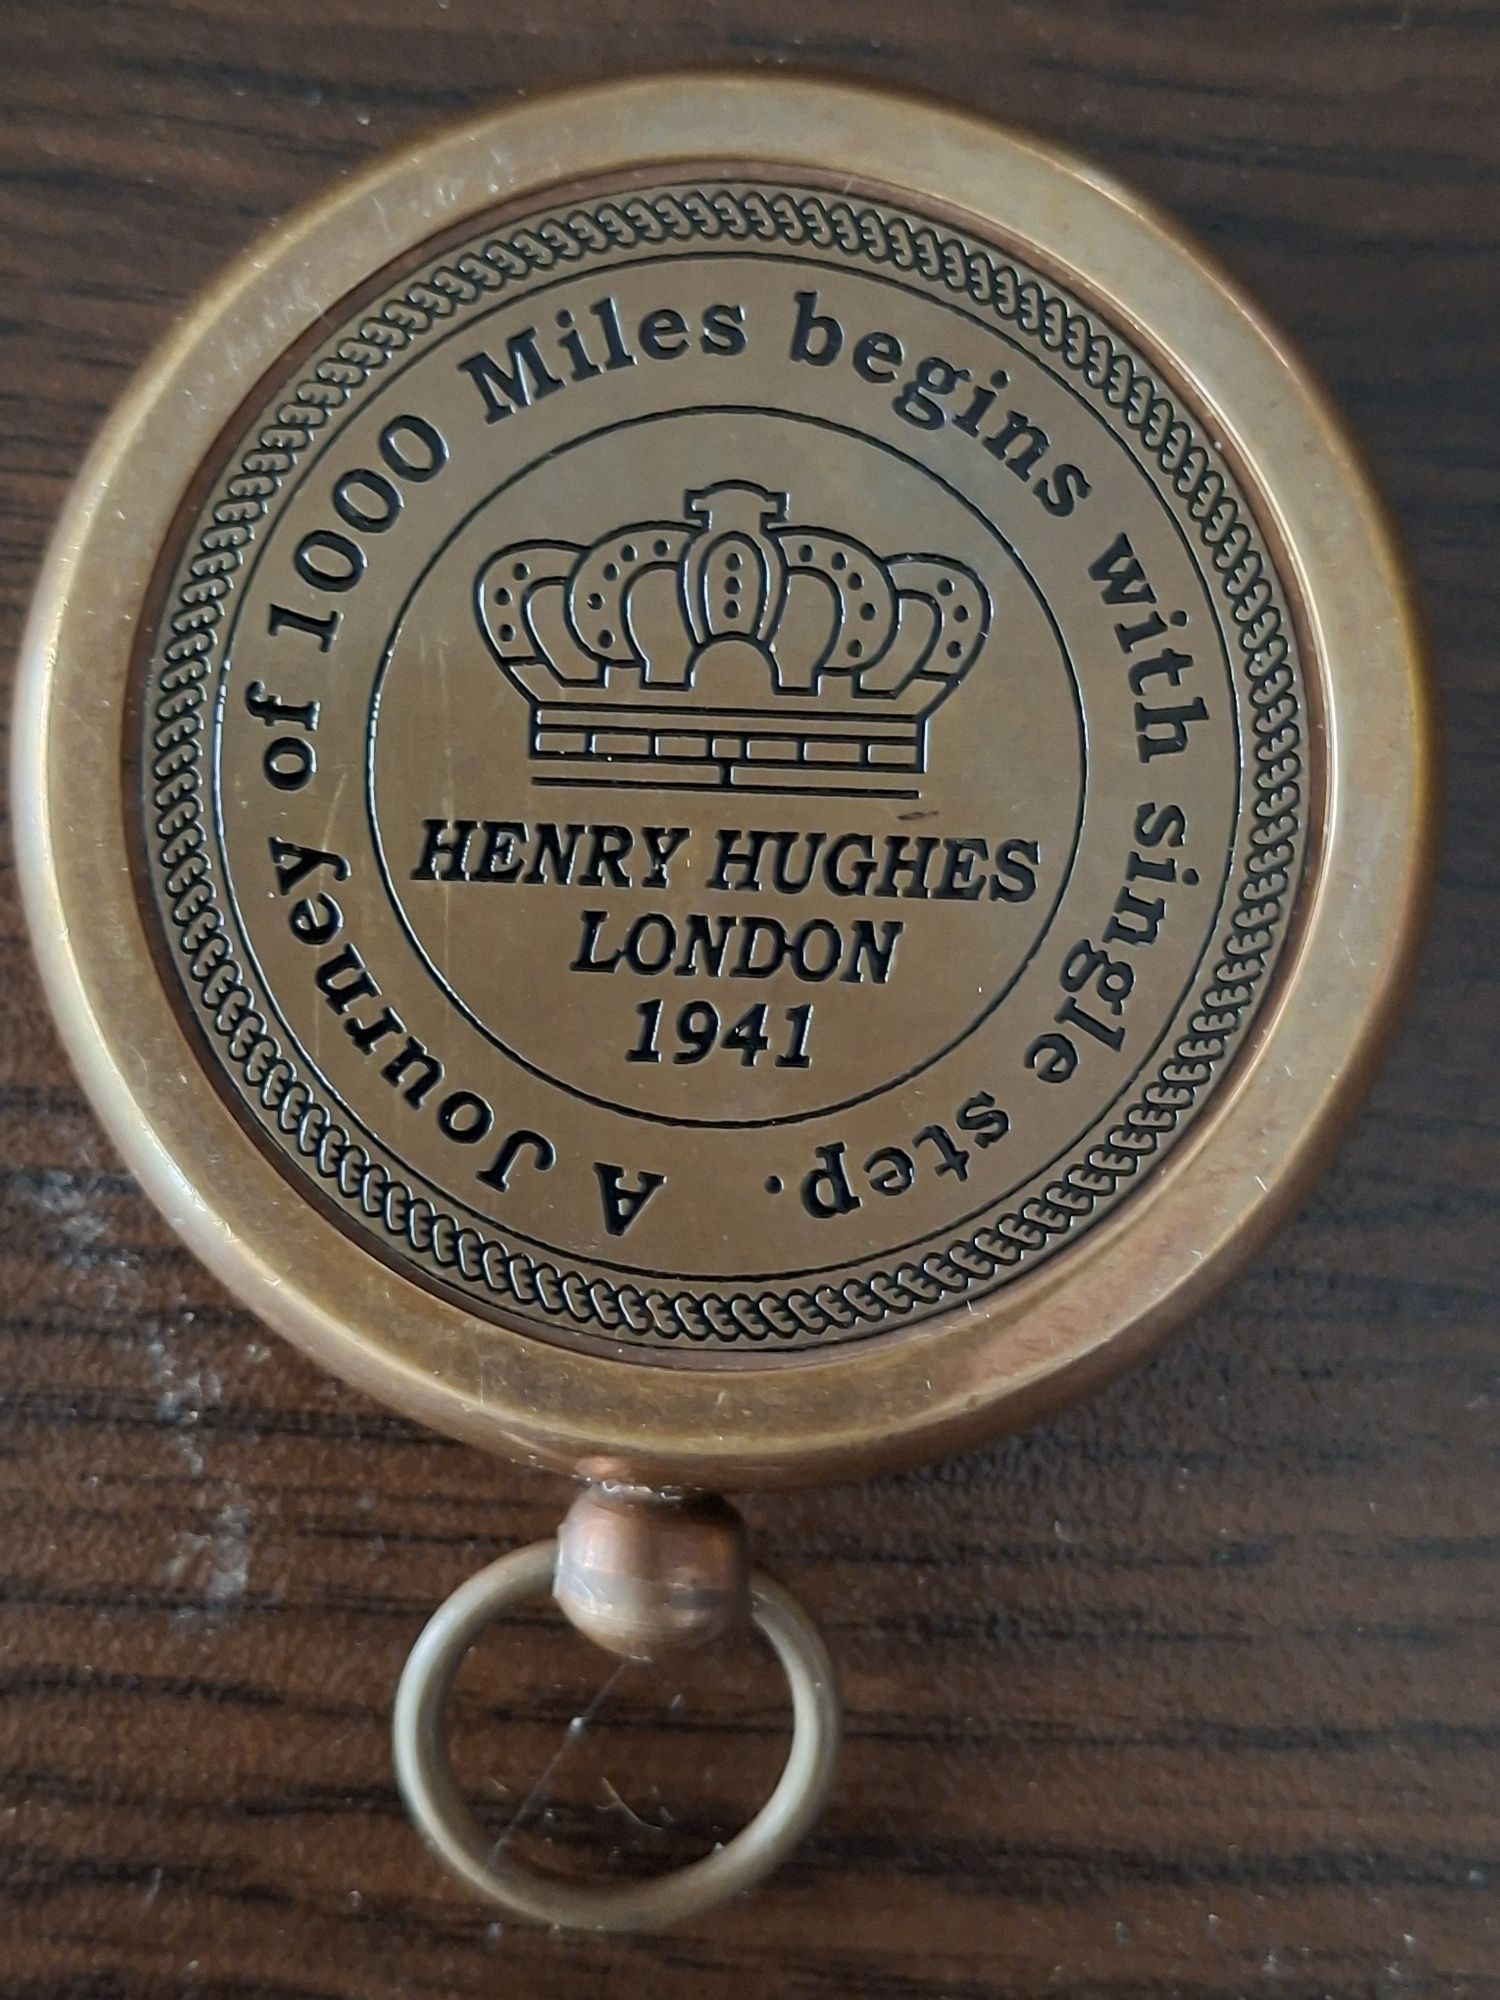 A Journey of 1000 Miles begins with single step.
HENRY HUGHES
LONDON
1941